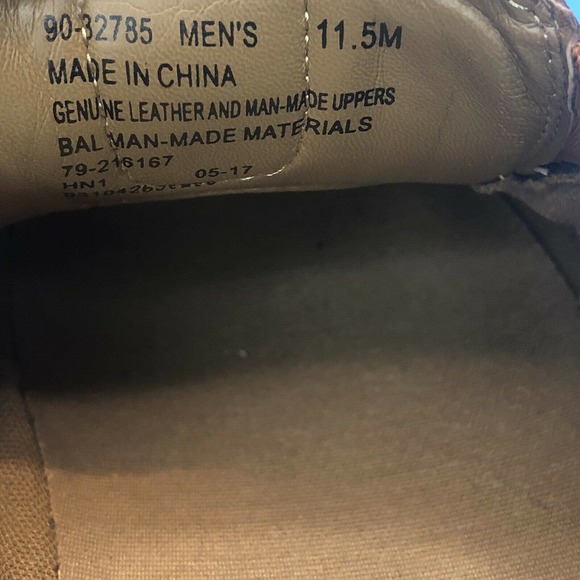 90-32785 MEN'S 11.5M
MADE IN CHINA
GENUINE LEATHER AND MAN-MADE UPPERS
BAL MAN-MADE MATERIALS
79-216167
HN1 05-17